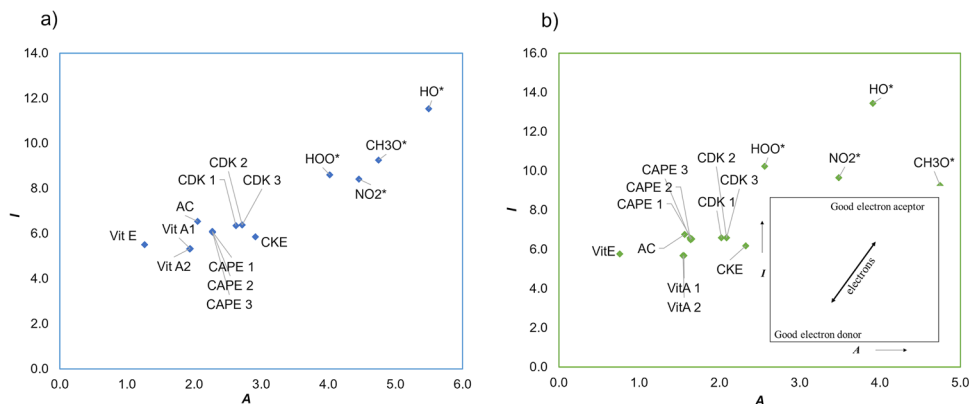 a)
14.0
12.0
10.0
8.0
6.0
4.0
2.0
0.0
I
HO*
CH3O*
HOO*
NO2*
CDK 2
CDK 1
CDK 3
AC
Vit A1
Vit E
Vit A2
CKE
CAPE 1
CAPE 2
CAPE 3
0.0 1.0 2.0 3.0 4.0 5.0 6.0
A
b)
16.0
14.0
12.0
10.0
8.0
6.0
4.0
2.0
0.0
I
HO*
HOO*
NO2*
CH3O*
CDK 2
CAPE 3
CDK 3
CAPE 2
CAPE 1
CDK 1
AC
VitE
CKE
VitA 1
VitA 2
Good electron aceptor
I
electrons
Good electron donor
A
0.0 1.0 2.0 3.0 4.0 5.0
A